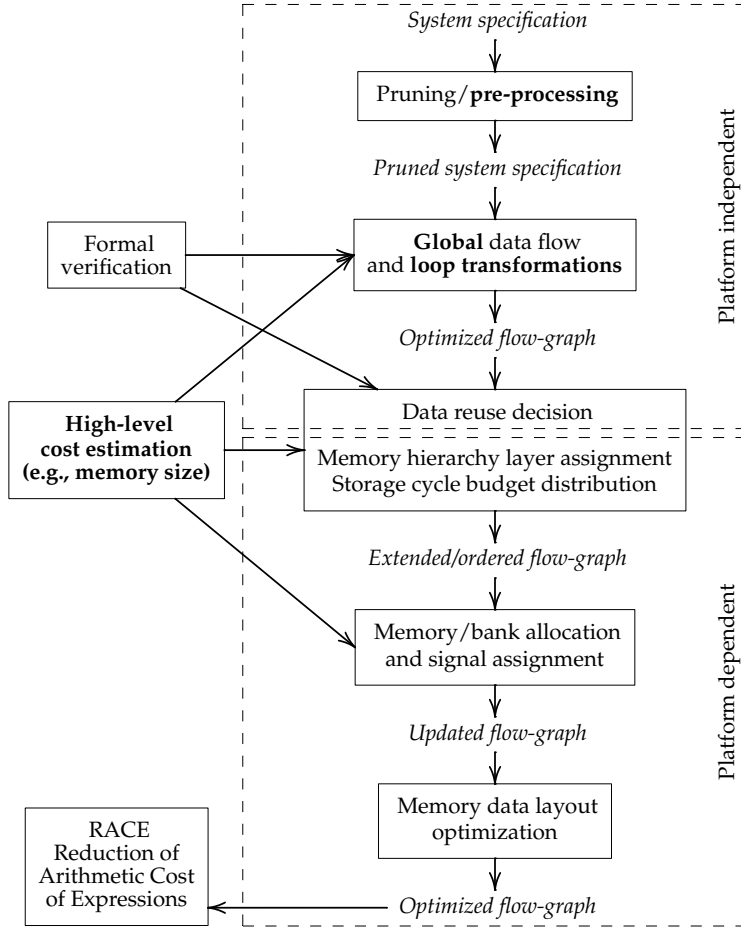 System specification
Pruning/pre-processing
Pruned system specification
Platform independent
Formal
verification
Global data flow
and loop transformations
Optimized flow-graph
Data reuse decision
High-level
cost estimation
(e.g., memory size)
Memory hierarchy layer assignment
Storage cycle budget distribution
Extended/ordered flow-graph
Platform dependent
Memory/bank allocation
and signal assignment
Updated flow-graph
Memory data layout
optimization
RACE
Reduction of
Arithmetic Cost
of Expressions
Optimized flow-graph